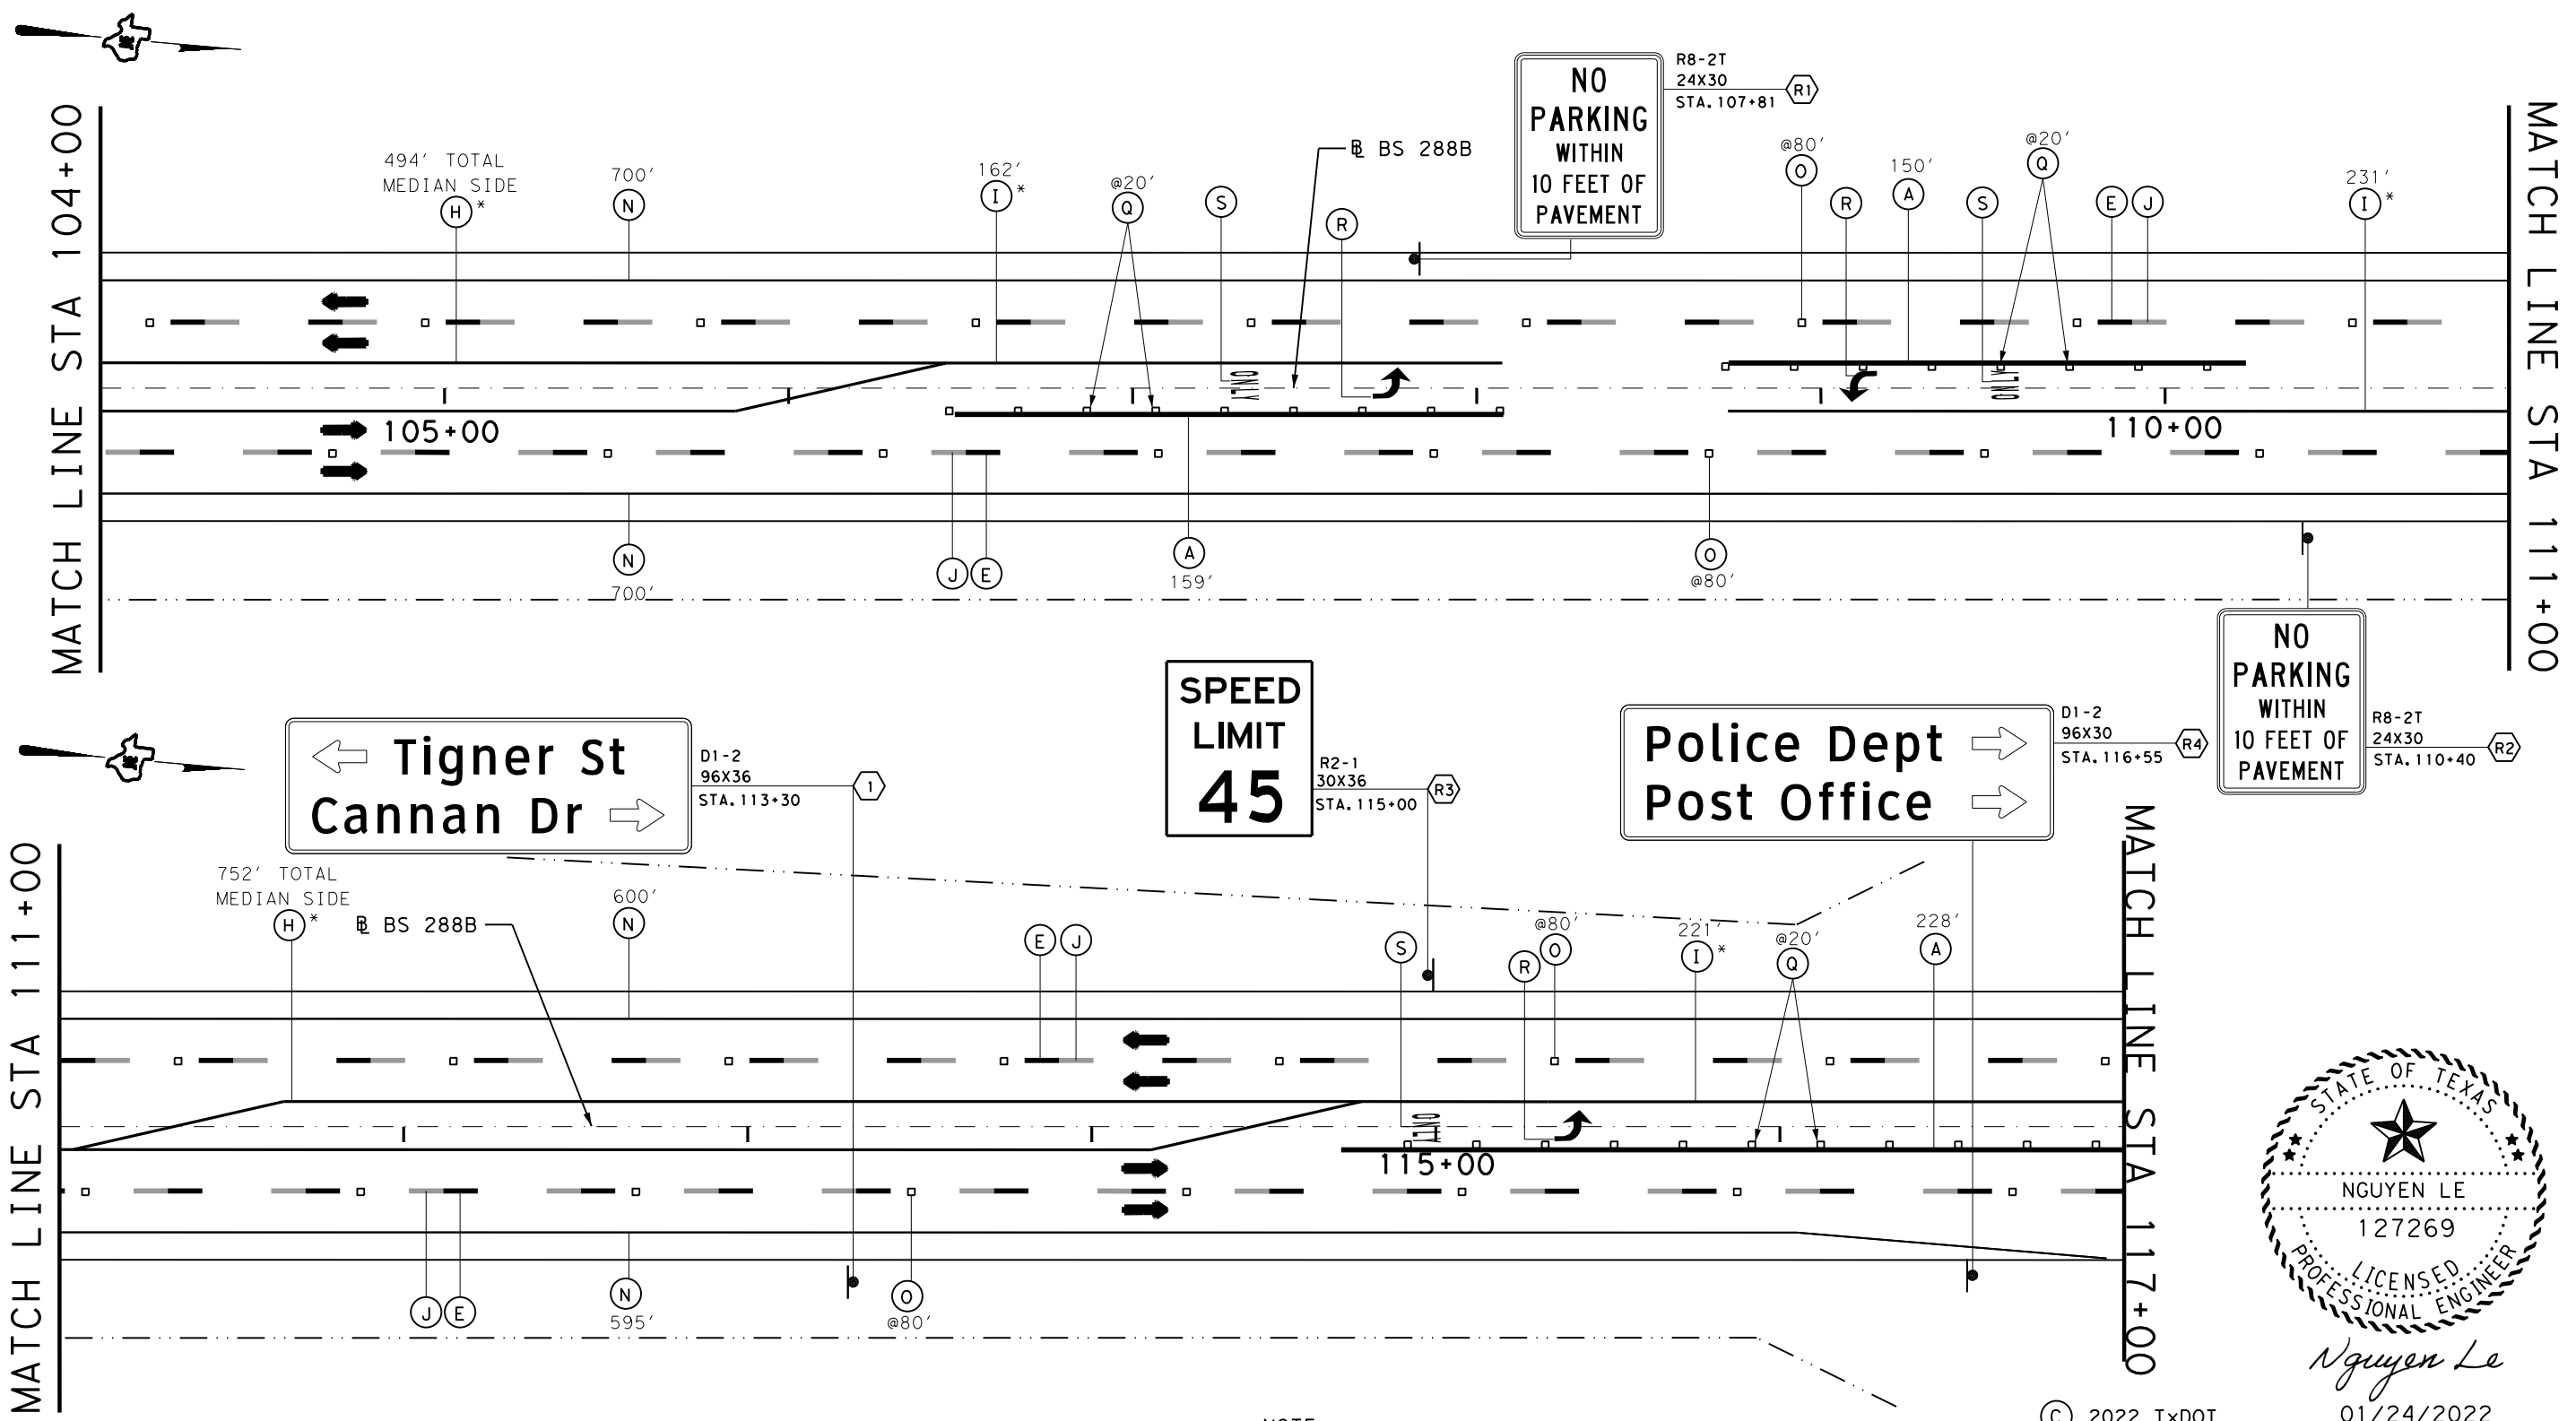 MATCH LINE STA 104+00
494' TOTAL
MEDIAN SIDE
H *
700'
N
162'
I *
@20'
Q
S
R
BS 288B
NO
PARKING
WITHIN
10 FEET OF
PAVEMENT
R8-2T
24X30
STA.107+81
R1
@80'
O
R
150'
A
S
@20'
Q
E J
231'
I *
MATCH LINE STA 111+00
ONLY
ONLY
105+00
110+00
N
700'
J E
A
159'
O
@80'
NO
PARKING
WITHIN
10 FEET OF
PAVEMENT
R8-2T
24X30
STA.110+40
R2
Tigner St
Cannan Dr
D1-2
96X36
STA.113+30
1
SPEED
LIMIT
45
R2-1
30X36
STA.115+00
R3
Police Dept
Post Office
D1-2
96X30
STA.116+55
R4
MATCH LINE STA 111+00
752' TOTAL
MEDIAN SIDE
H *
BS 288B
600'
N
E J
S
R
@80'
O
221'
I *
@20'
Q
228'
A
MATCH LINE STA 117+00
ONLY
115+00
J E
N
595'
O
@80'
STATE OF TEXAS
NGUYEN LE
127269
LICENSED
PROFESSIONAL ENGINEER
Nguyen Le
01/24/2022
NOTE
C 2022 TxDOT